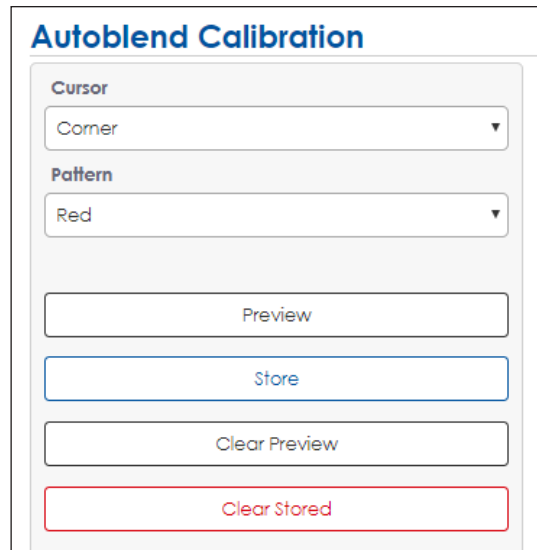 Autoblend Calibration
Cursor
Corner
Pattern
Red
Preview
Store
Clear Preview
Clear Stored